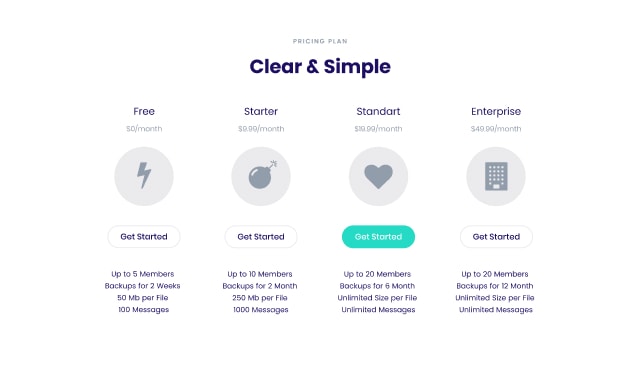 PRICING PLAN
Clear & Simple
Free
$0/month
Get Started
Up to 5 Members
Backups for 2 Weeks
50 Mb per File
100 Messages
Starter
$9.99/month
Get Started
Up to 10 Members
Backups for 2 Month
250 Mb per File
1000 Messages
Standart
$19.99/month
Get Started
Up to 20 Members
Backups for 6 Month
Unlimited Size per File
Unlimited Messages
Enterprise
$49.99/month
Get Started
Up to 20 Members
Backups for 12 Month
Unlimited Size per File
Unlimited Messages